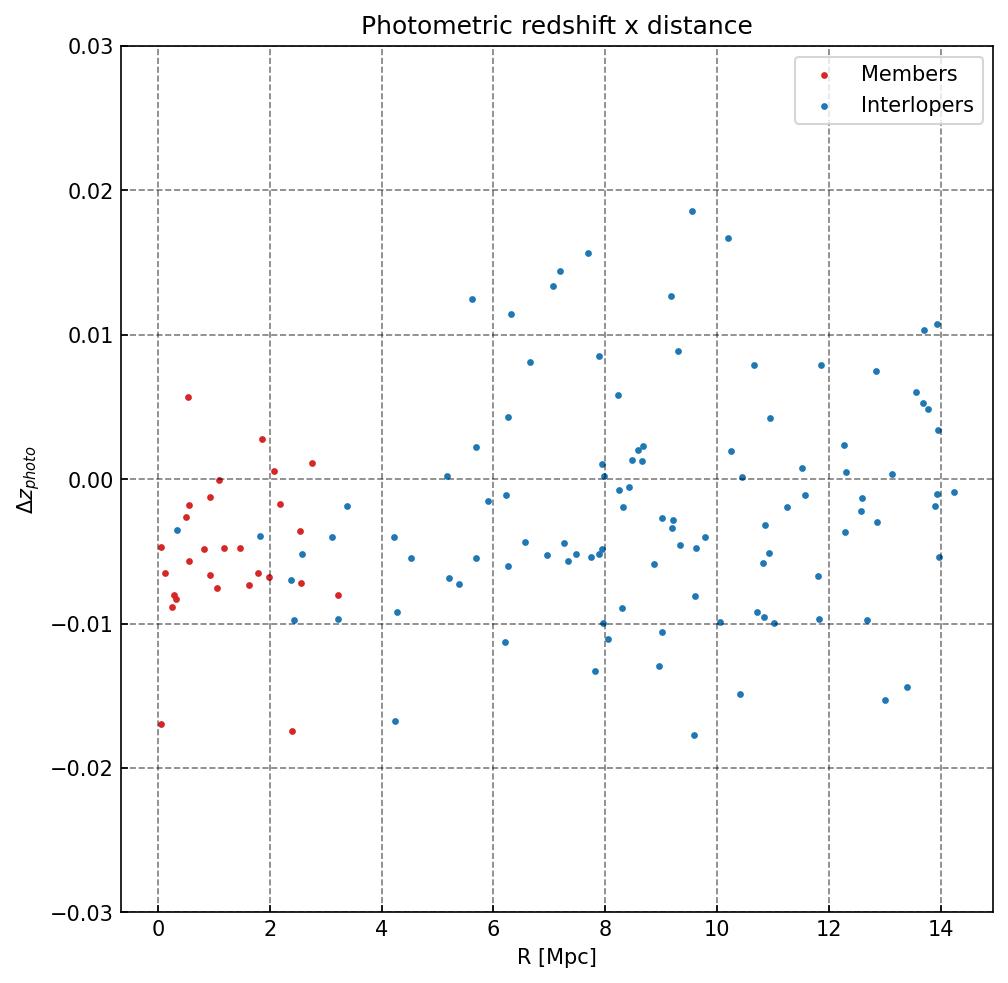 Photometric redshift x distance
Members
Interlopers
0.03
0.02
0.01
0.00
−0.01
−0.02
−0.03
Δz_photo
0 2 4 6 8 10 12 14
R [Mpc]